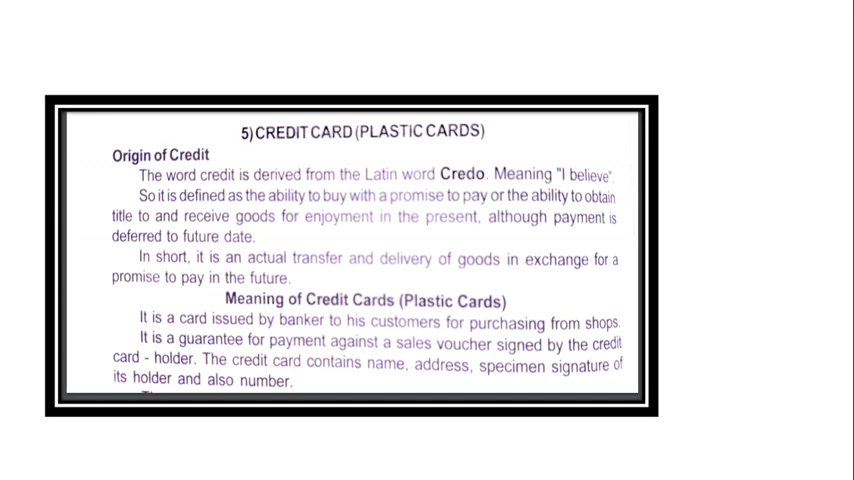 5) CREDIT CARD (PLASTIC CARDS)
Origin of Credit
The word credit is derived from the Latin word Credo. Meaning "I believe".
So it is defined as the ability to buy with a promise to pay or the ability to obtain
title to and receive goods for enjoyment in the present, although payment is
deferred to future date.
In short, it is an actual transfer and delivery of goods in exchange for a
promise to pay in the future.
Meaning of Credit Cards (Plastic Cards)
It is a card issued by banker to his customers for purchasing from shops.
It is a guarantee for payment against a sales voucher signed by the credit
card - holder. The credit card contains name, address, specimen signature of
its holder and also number.